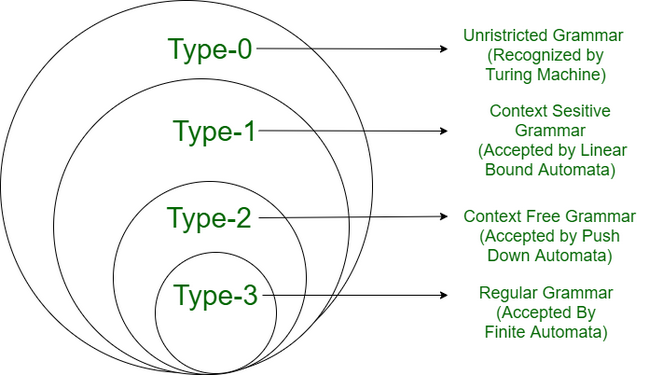 Type-0
Unristricted Grammar
(Recognized by
Turing Machine)
Type-1
Context Sesitive
Grammar
(Accepted by Linear
Bound Automata)
Type-2
Context Free Grammar
(Accepted by Push
Down Automata)
Type-3
Regular Grammar
(Accepted By
Finite Automata)